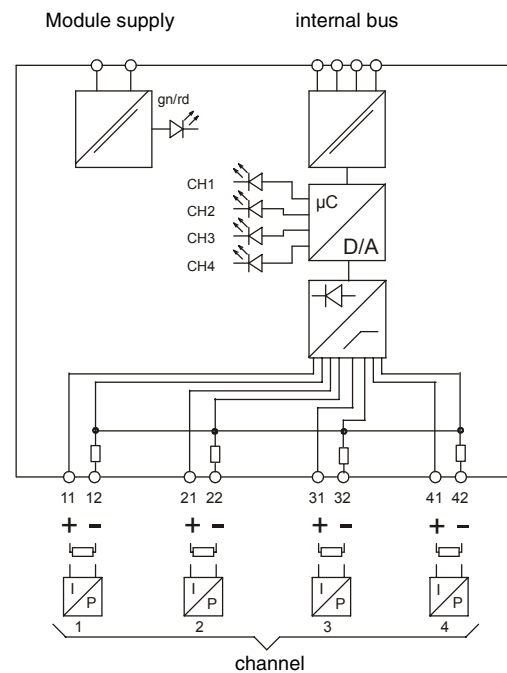 Module supply internal bus
gn/rd
CH1
CH2
CH3
CH4
µC
D/A
11 12 21 22 31 32 41 42
+ - + - + - + -
I P I P I P I P
1 2 3 4
channel